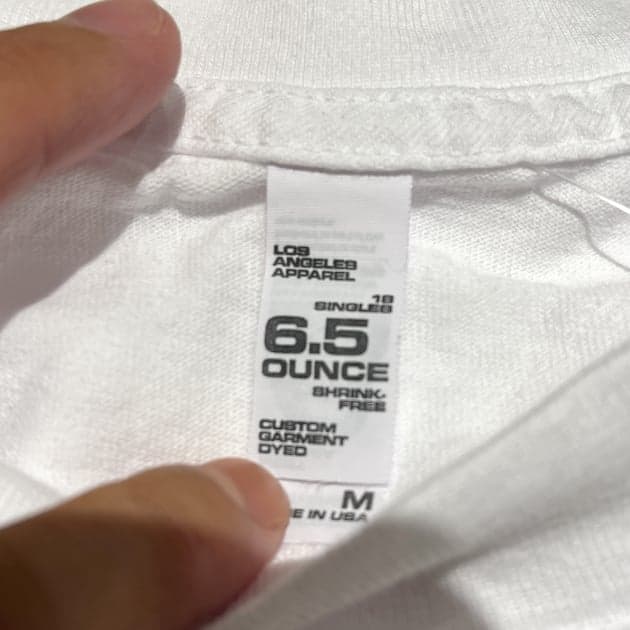 LOS
ANGELES
APPAREL
18
SINGLES
6.5
OUNCE
SHRINK-
FREE
CUSTOM
GARMENT
DYED
M
E IN USA